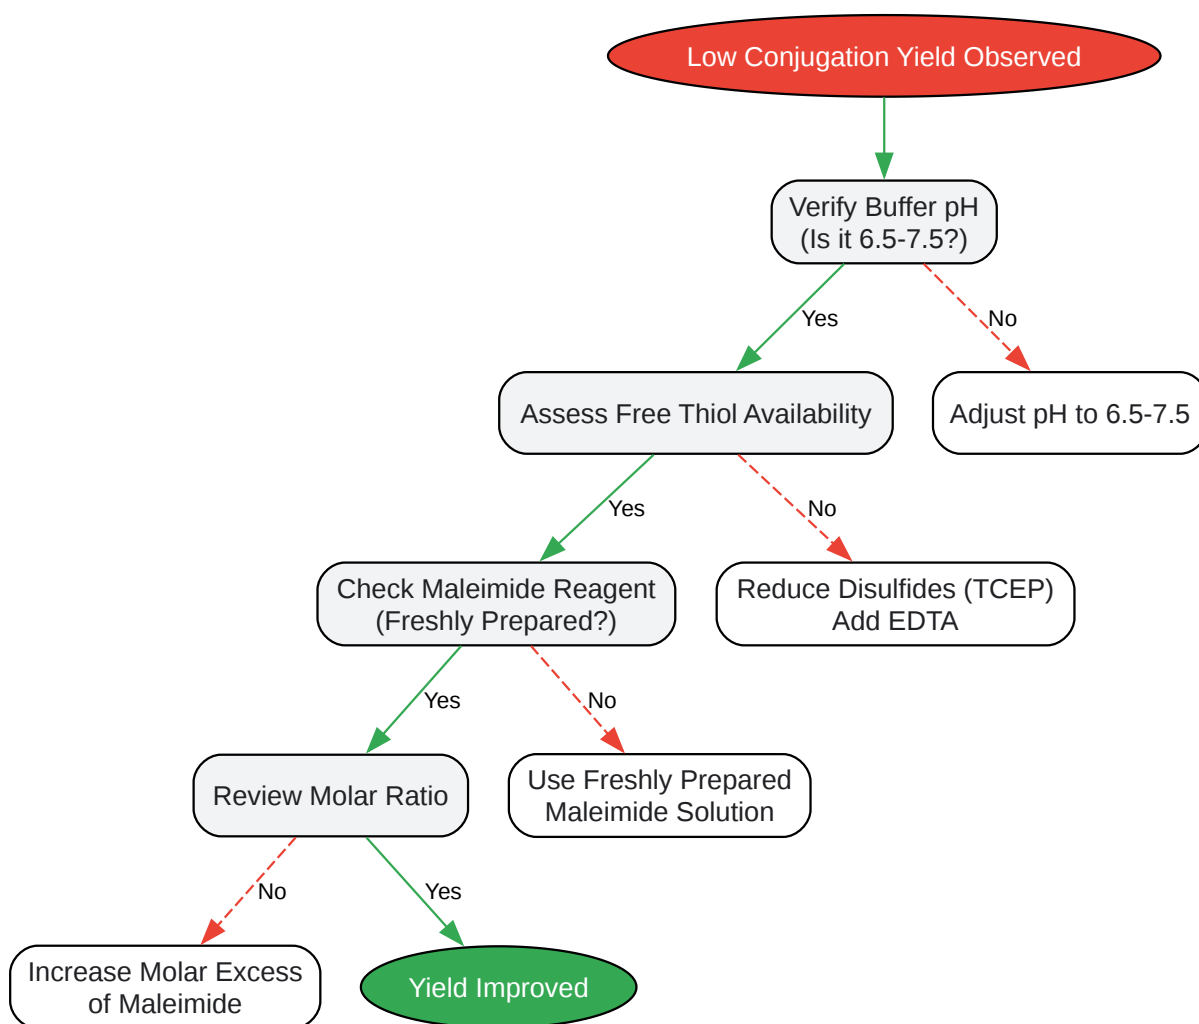 Low Conjugation Yield Observed
Verify Buffer pH
(Is it 6.5-7.5?)
Yes
No
Assess Free Thiol Availability
Adjust pH to 6.5-7.5
Yes
No
Check Maleimide Reagent
(Freshly Prepared?)
Reduce Disulfides (TCEP)
Add EDTA
Yes
No
Review Molar Ratio
Use Freshly Prepared
Maleimide Solution
No
Yes
Increase Molar Excess
of Maleimide
Yield Improved